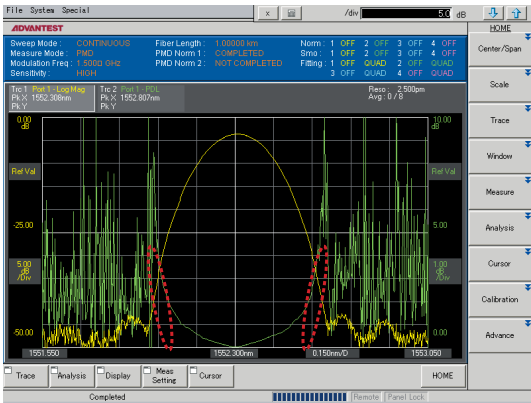 File System Special
x
/div 5.0 dB
ADVANTEST
HOME
Sweep Mode : CONTINUOUS Fiber Length : 1.00000 km Norm : 1 OFF 2 OFF 3 OFF 4 OFF
Measure Mode : PMD PMD Norm 1 : COMPLETED Smo : 1 OFF 2 OFF 3 OFF 4 OFF
Modulation Freq : 1.500G GHz PMD Norm 2 : NOT COMPLETED Fitting : 1 OFF QUAD 2 OFF QUAD
Sensitivity : HIGH 3 OFF QUAD 4 OFF QUAD
Trc 1 Port 1 - Log Mag
Pk.X 1552.308nm
Pk.Y
Trc 2 Port 1 - PDL
Pk.X 1552.807nm
Pk.Y
Reso : 2.500pm
Avg : 0 / 8
0.00
dB
10.00
dB
Ref Val
Ref Val
-25.00
5.00
5.00
dB
/Div
1.00
dB
/Div
-50.00
0.00
1551.550 1552.300nm 0.150nm/D 1553.050
Center/Span
Scale
Trace
Window
Measure
Analysis
Cursor
Calibration
Advance
Trace Analysis Display Meas Setting Cursor HOME
Completed Remote Panel Lock